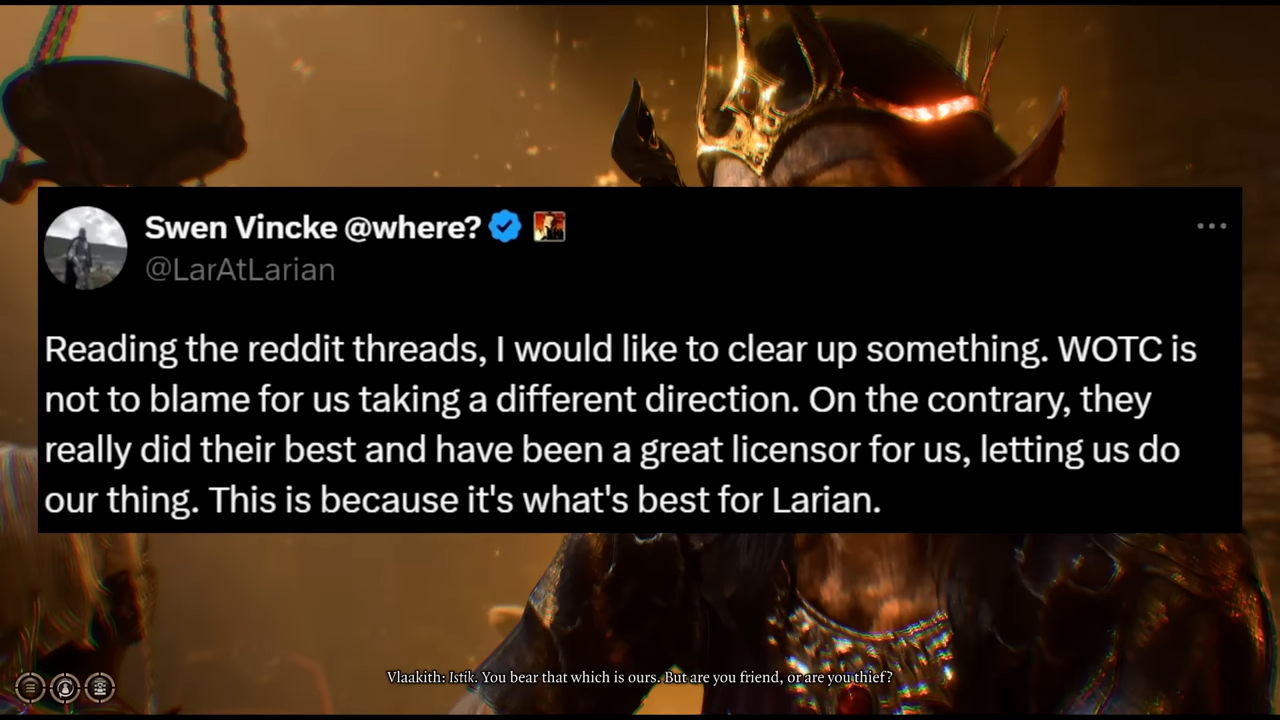 Swen Vincke @where?
@LarAtLarian
Reading the reddit threads, I would like to clear up something. WOTC is
not to blame for us taking a different direction. On the contrary, they
really did their best and have been a great licensor for us, letting us do
our thing. This is because it's what's best for Larian.
Vlaakith: Istik. You bear that which is ours. But are you friend, or are you thief?